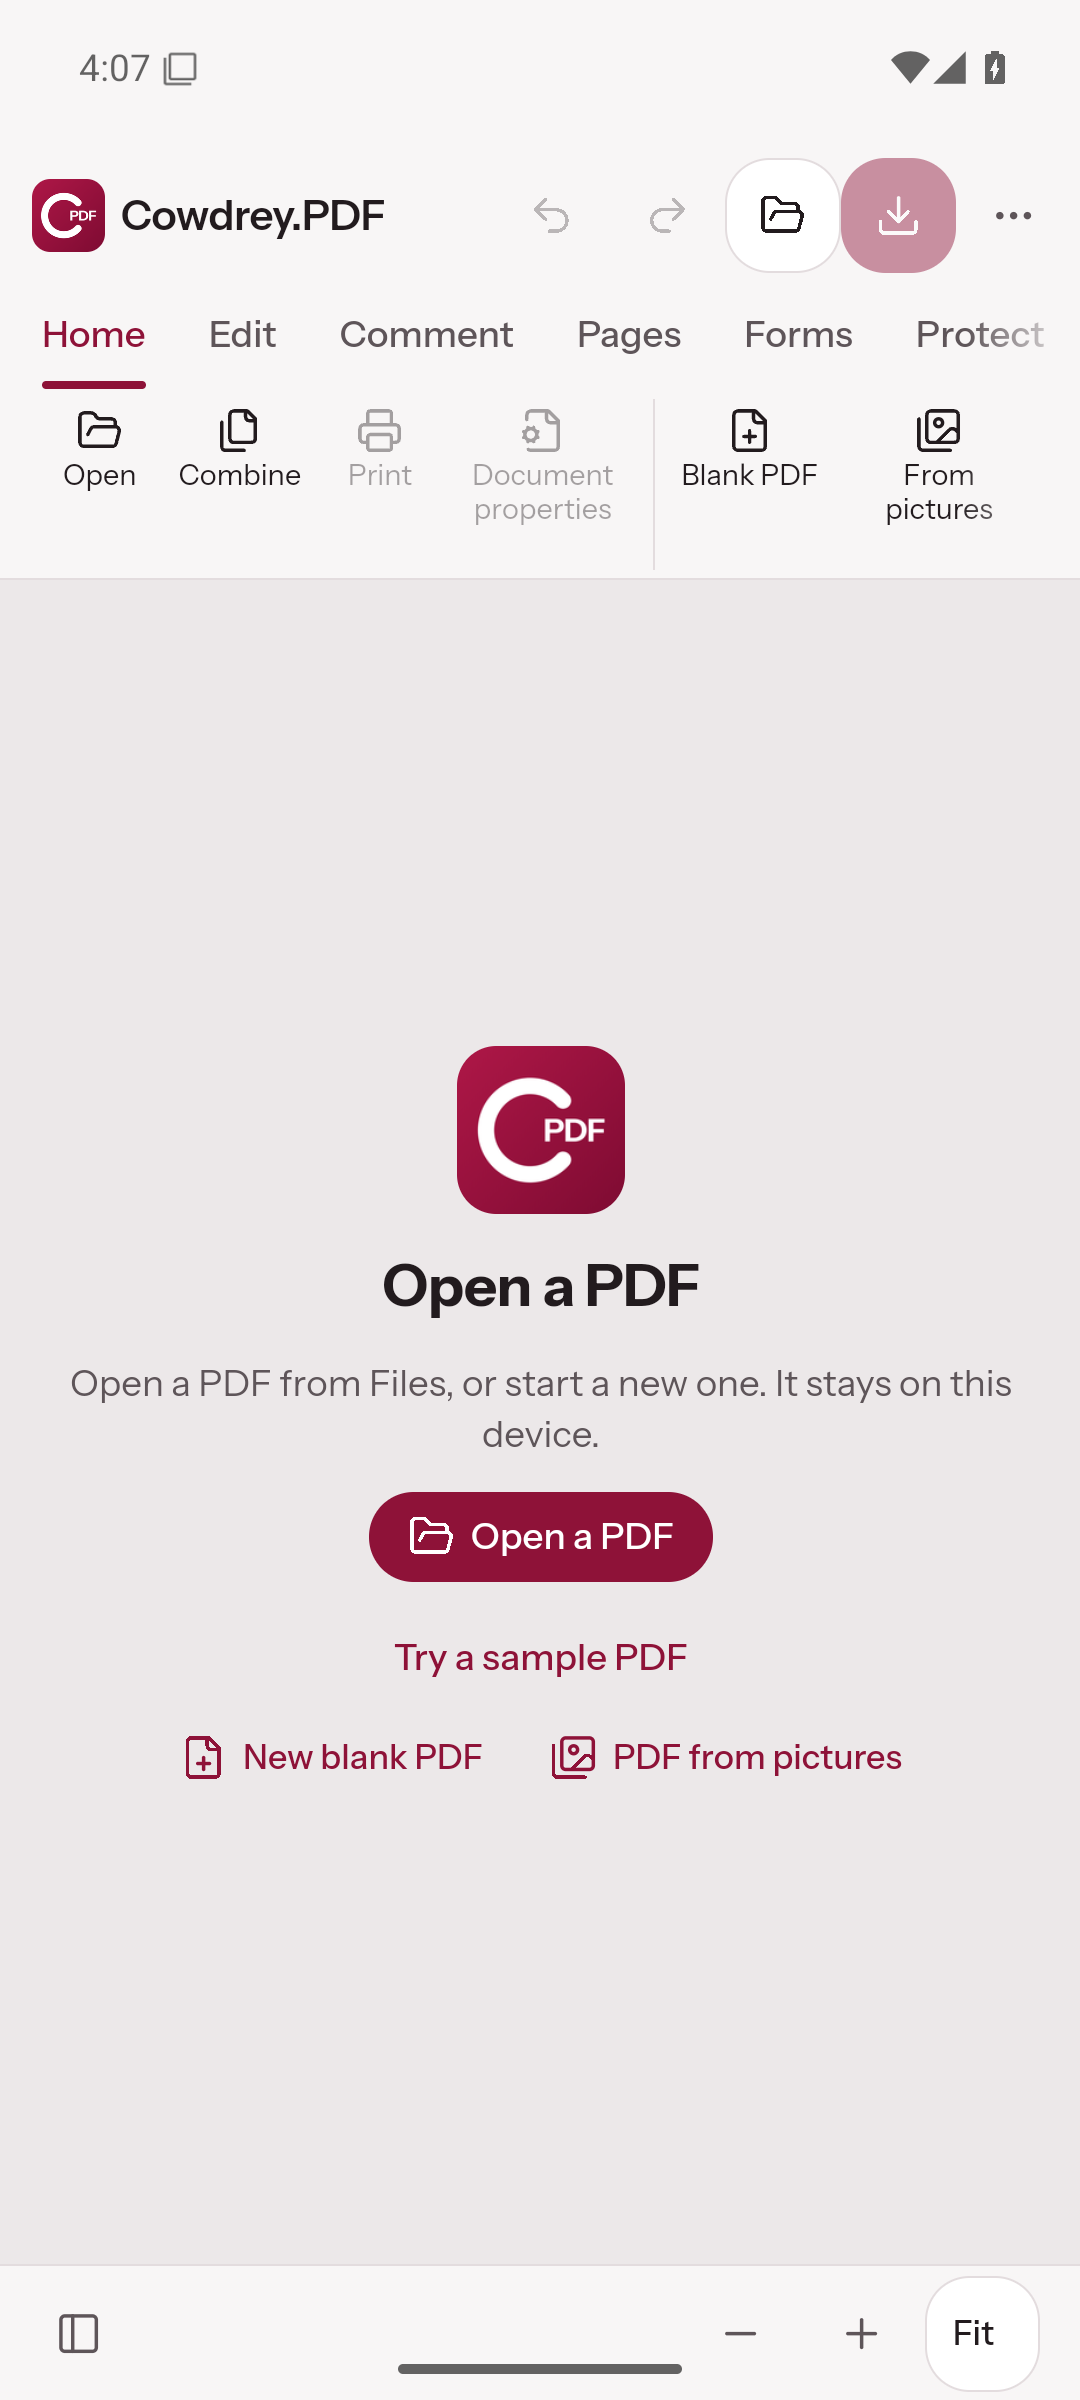 4:07
PDF
Cowdrey.PDF
Home
Edit
Comment
Pages
Forms
Protect
Open
Combine
Print
Document
properties
Blank PDF
From
pictures
PDF
Open a PDF
Open a PDF from Files, or start a new one. It stays on this
device.
Open a PDF
Try a sample PDF
New blank PDF
PDF from pictures
Fit